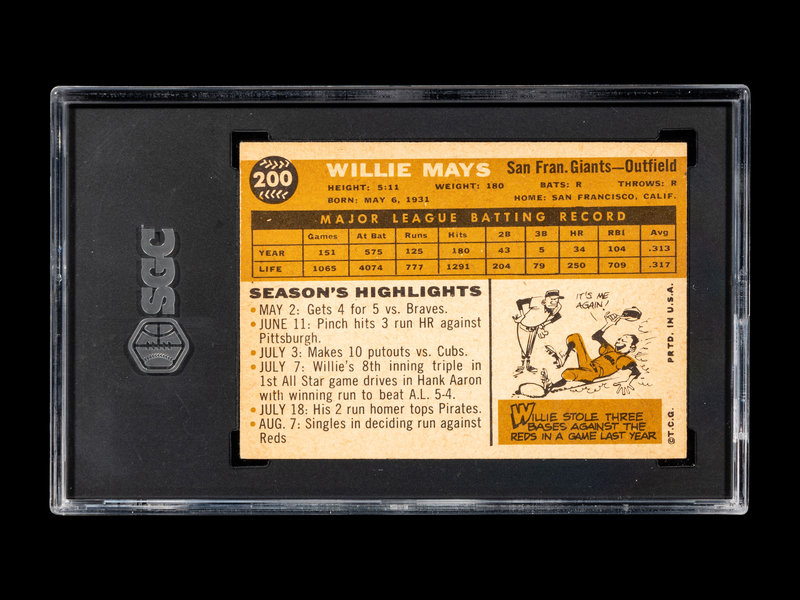 SGC
200
WILLIE MAYS San Fran. Giants—Outfield
HEIGHT: 5:11 WEIGHT: 180 BATS: R THROWS: R
BORN: MAY 6, 1931 HOME: SAN FRANCISCO, CALIF.
MAJOR LEAGUE BATTING RECORD
Games At Bat Runs Hits 2B 3B HR RBI Avg
YEAR 151 575 125 180 43 5 34 104 .313
LIFE 1065 4074 777 1291 204 79 250 709 .317
SEASON'S HIGHLIGHTS
• MAY 2: Gets 4 for 5 vs. Braves.
• JUNE 11: Pinch hits 3 run HR against
Pittsburgh.
• JULY 3: Makes 10 putouts vs. Cubs.
• JULY 7: Willie's 8th inning triple in
1st All Star game drives in Hank Aaron
with winning run to beat A.L. 5-4.
• JULY 18: His 2 run homer tops Pirates.
• AUG. 7: Singles in deciding run against
Reds
IT'S ME
AGAIN!
WILLIE STOLE THREE
BASES AGAINST THE
REDS IN A GAME LAST YEAR
©T.C.G. PRTD. IN U.S.A.